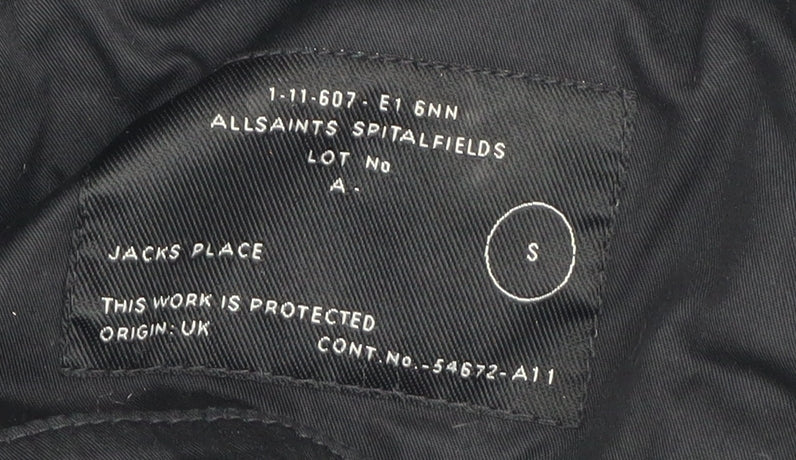 1-11-607. E1 6NN
ALLSAINTS SPITALFIELDS
LOT No
A.
JACKS PLACE
S
THIS WORK IS PROTECTED
ORIGIN: UK
CONT.No.-54672-A11